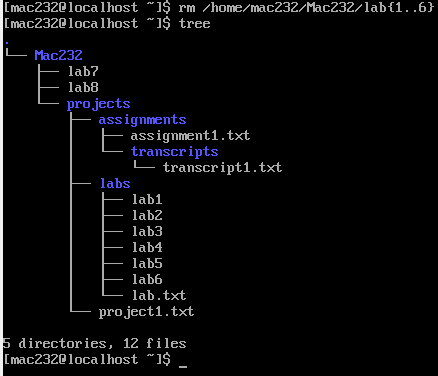 [mac232@localhost ~]$ rm /home/mac232/Mac232/lab{1..6}
[mac232@localhost ~]$ tree
.
└── Mac232
    ├── lab7
    ├── lab8
    └── projects
        ├── assignments
        │   ├── assignment1.txt
        │   └── transcripts
        │       └── transcript1.txt
        ├── labs
        │   ├── lab1
        │   ├── lab2
        │   ├── lab3
        │   ├── lab4
        │   ├── lab5
        │   ├── lab6
        │   └── lab.txt
        └── project1.txt
5 directories, 12 files
[mac232@localhost ~]$ _